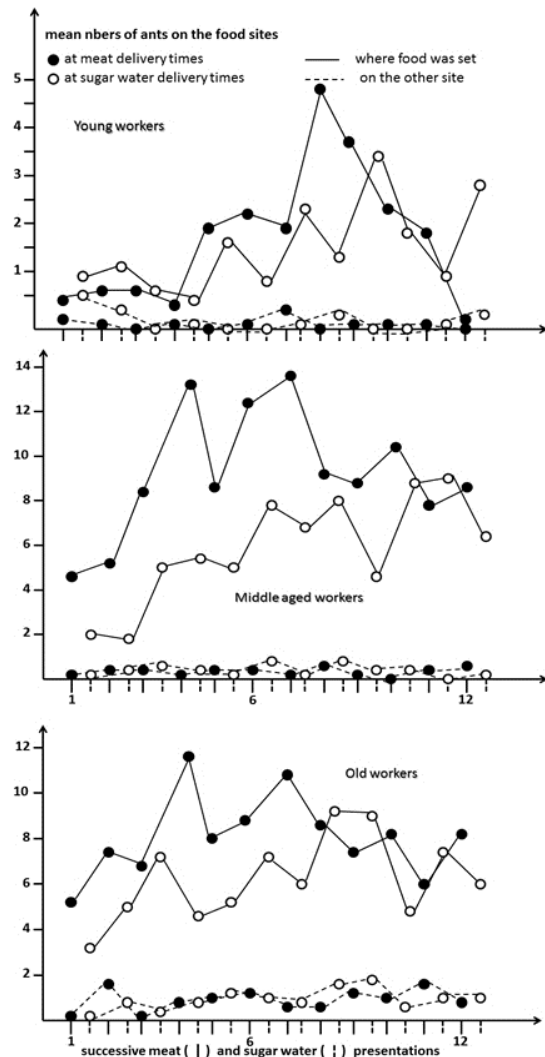 mean nbers of ants on the food sites
at meat delivery times where food was set
at sugar water delivery times on the other site
5
Young workers
4
3
2
1
14
12
10
8
6
4
Middle aged workers
2
1 6 12
12
Old workers
10
8
6
4
2
1 6 12
successive meat ( | ) and sugar water ( ¦ ) presentations